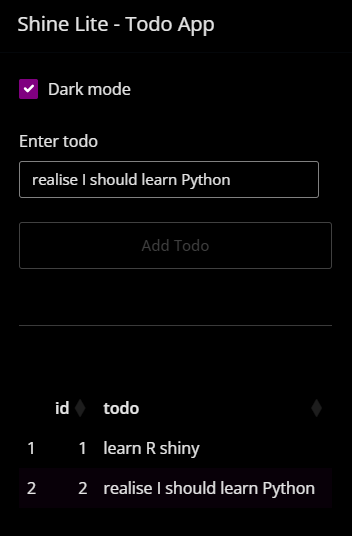 Shine Lite - Todo App
Dark mode
Enter todo
realise I should learn Python
Add Todo
id todo
1 1 learn R shiny
2 2 realise I should learn Python